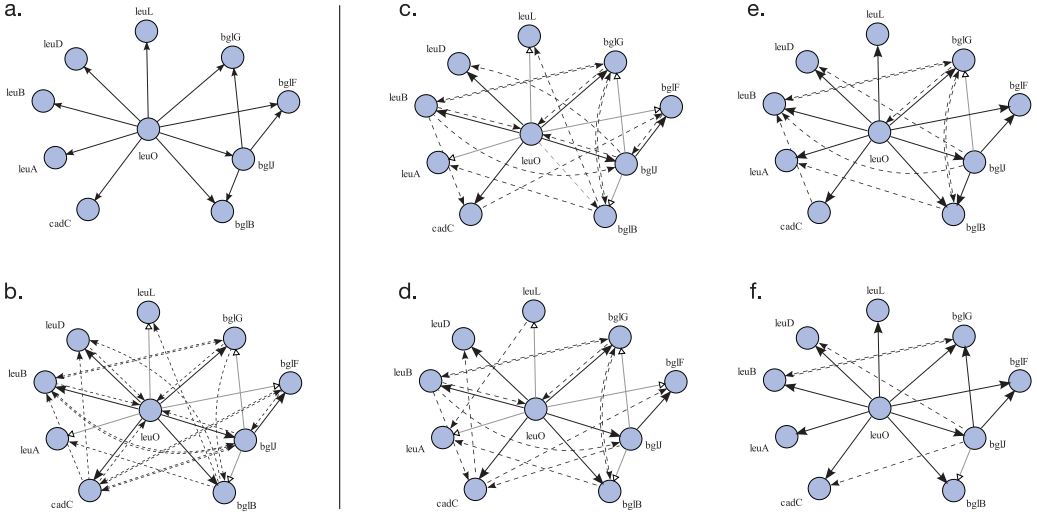 a.
leuL
leuD
bglG
bglF
leuB
leuO
leuA
bglJ
cadC
bglB
b.
leuL
leuD
bglG
bglF
leuB
leuO
leuA
bglJ
cadC
bglB
c.
leuL
leuD
bglG
bglF
leuB
leuO
leuA
bglJ
cadC
bglB
d.
leuL
leuD
bglG
bglF
leuB
leuO
leuA
bglJ
cadC
bglB
e.
leuL
leuD
bglG
bglF
leuB
leuO
leuA
bglJ
cadC
bglB
f.
leuL
leuD
bglG
bglF
leuB
leuO
leuA
bglJ
cadC
bglB